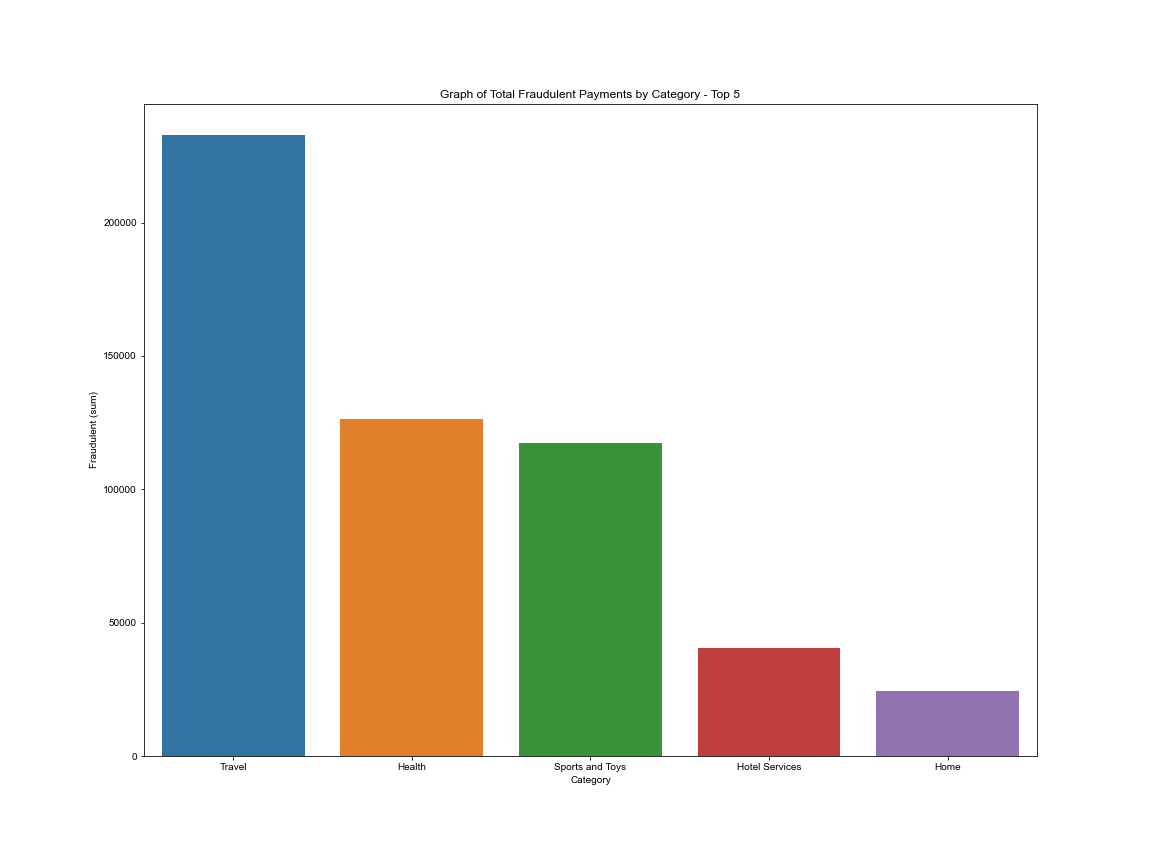 Graph of Total Fraudulent Payments by Category - Top 5
200000
150000
100000
50000
0
Fraudulent (sum)
Travel Health Sports and Toys Hotel Services Home
Category